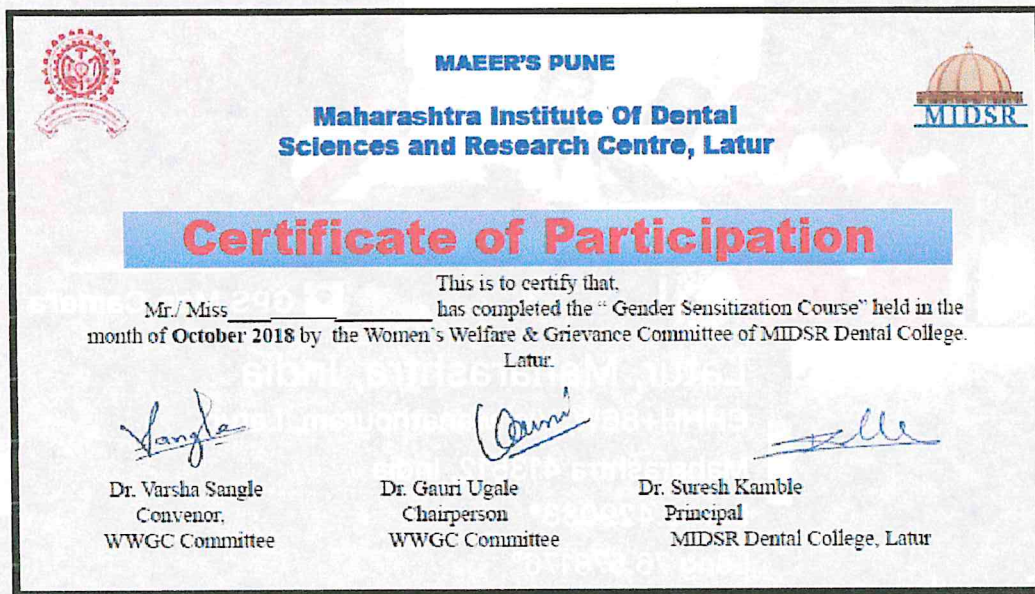 MAEER'S PUNE
MIDSR
Maharashtra Institute Of Dental
Sciences and Research Centre, Latur
Certificate of Participation
This is to certify that,
Mr./ Miss____________________ has completed the “ Gender Sensitization Course” held in the
month of October 2018 by the Women's Welfare & Grievance Committee of MIDSR Dental College.
Latur.
Dr. Varsha Sangle
Convenor,
WWGC Committee
Dr. Gauri Ugale
Chairperson
WWGC Committee
Dr. Suresh Kamble
Principal
MIDSR Dental College, Latur